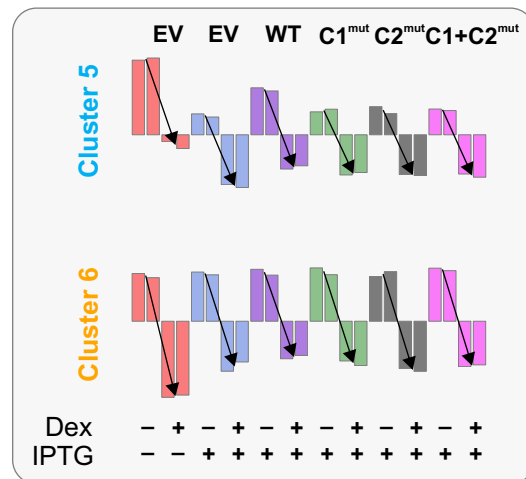 EV EV WT C1mut C2mut C1+C2mut
Cluster 5
Cluster 6
Dex − + − + − + − + − + − +
IPTG − − + + + + + + + + + +